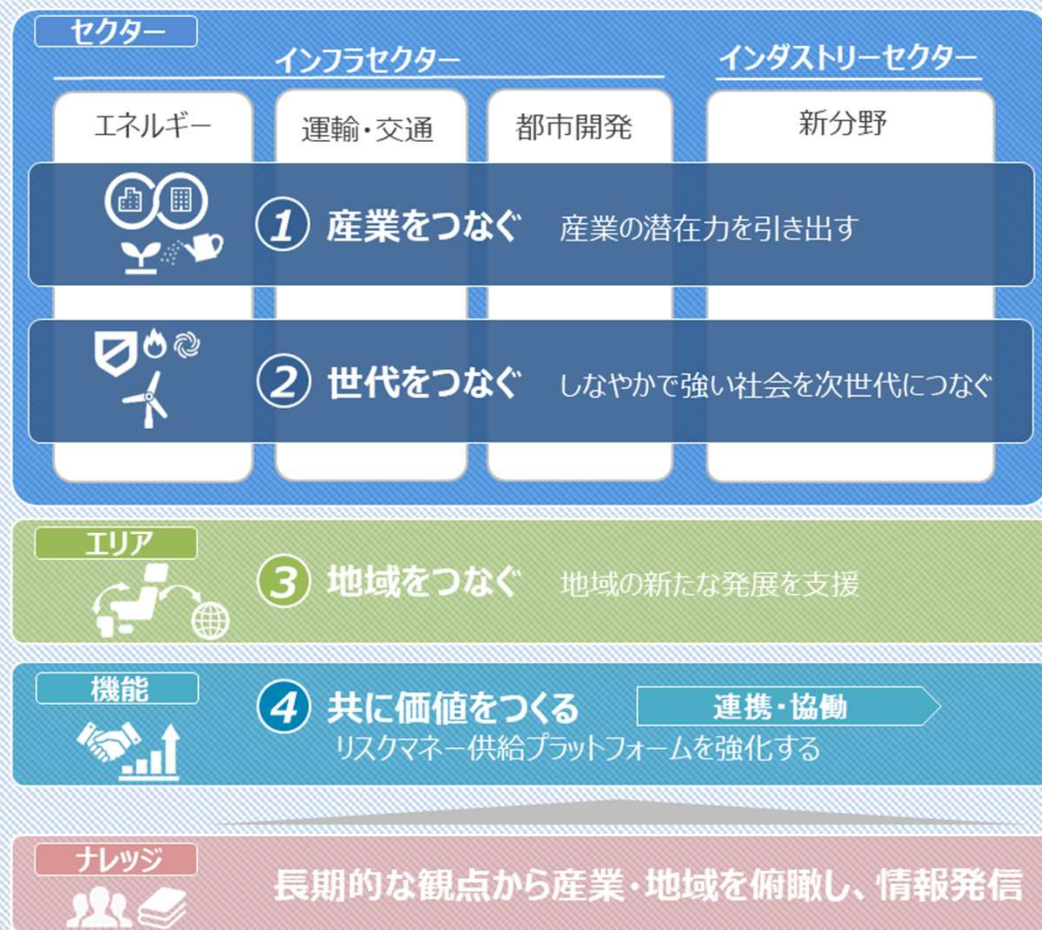 セクター
インフラセクター
インダストリーセクター
エネルギー
運輸・交通
都市開発
新分野
① 産業をつなぐ 産業の潜在力を引き出す
② 世代をつなぐ しなやかで強い社会を次世代につなぐ
エリア
③ 地域をつなぐ 地域の新たな発展を支援
機能
④ 共に価値をつくる 連携・協働
リスクマネー供給プラットフォームを強化する
ナレッジ
長期的な観点から産業・地域を俯瞰し、情報発信